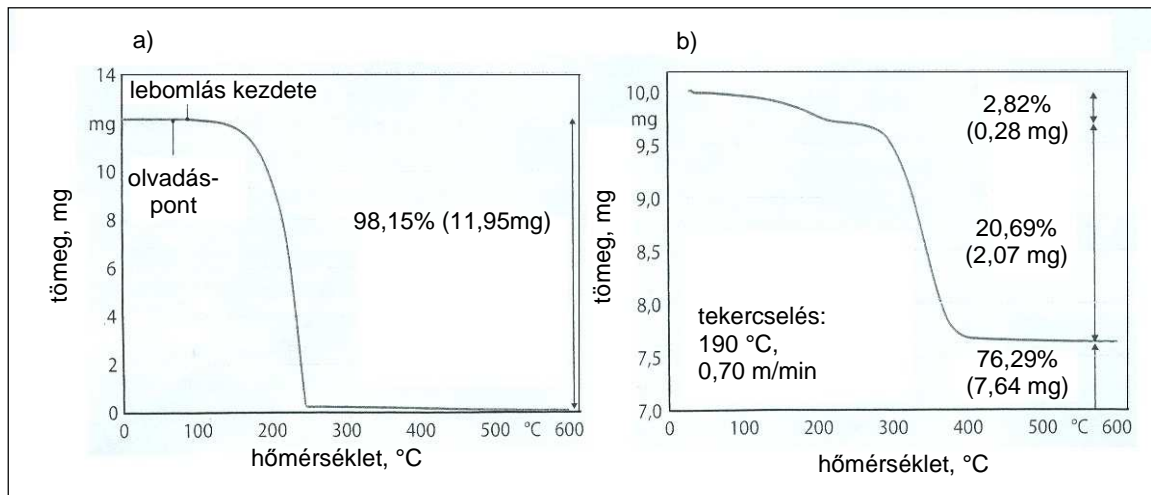 a)
14
mg
12
10
8
6
4
2
0
tömeg, mg
lebomlás kezdete
olvadás-
pont
98,15% (11,95mg)
0 100 200 300 400 500 °C 600
hőmérséklet, °C
b)
10,0
mg
9,5
9,0
8,5
8,0
7,5
7,0
tömeg, mg
2,82%
(0,28 mg)
20,69%
(2,07 mg)
76,29%
(7,64 mg)
tekercselés:
190 °C,
0,70 m/min
0 100 200 300 400 500 °C 600
hőmérséklet, °C